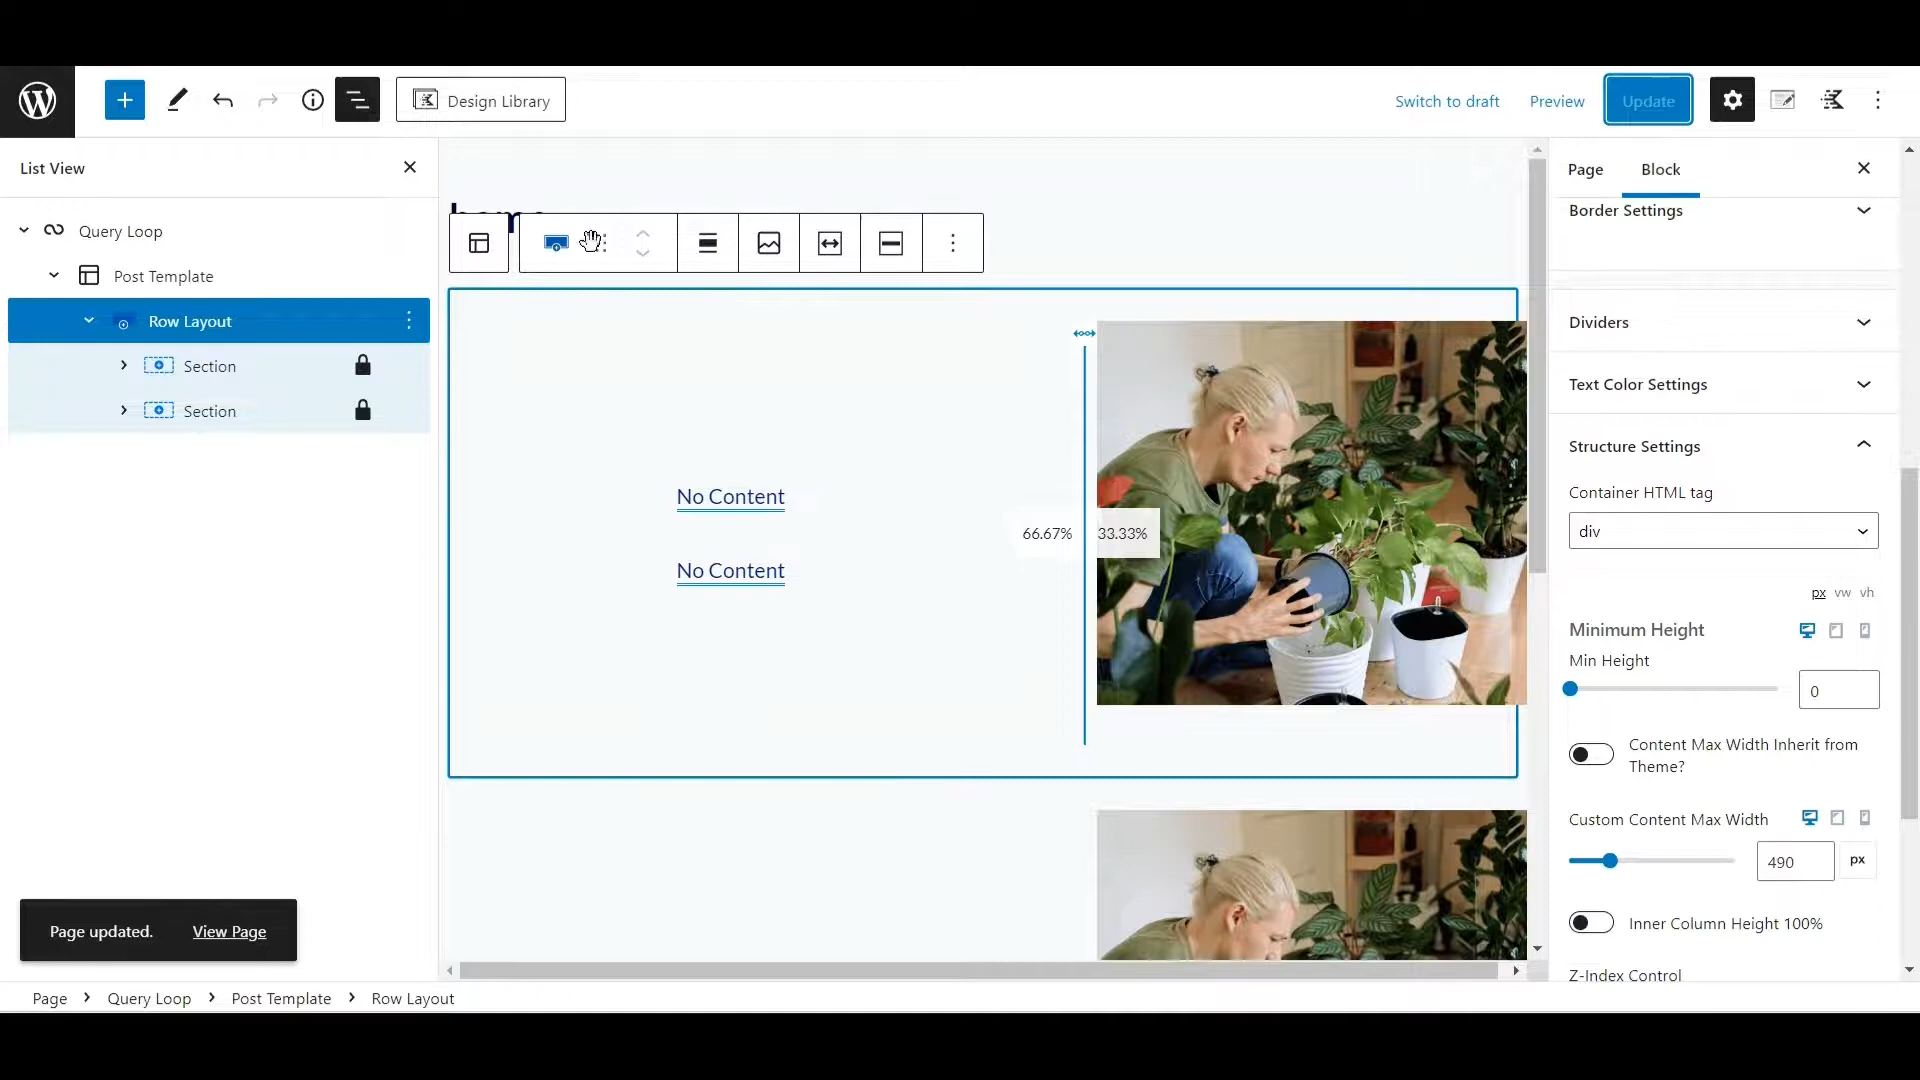 Design Library
Switch to draft
Preview
Update
List View
Page
Block
Query Loop
Post Template
Row Layout
Section
Section
Border Settings
Dividers
Text Color Settings
Structure Settings
Container HTML tag
div
px vw vh
Minimum Height
Min Height
0
Content Max Width Inherit from
Theme?
Custom Content Max Width
490
px
Inner Column Height 100%
Z-Index Control
No Content
No Content
66.67%
33.33%
Page updated.
View Page
Page
Query Loop
Post Template
Row Layout